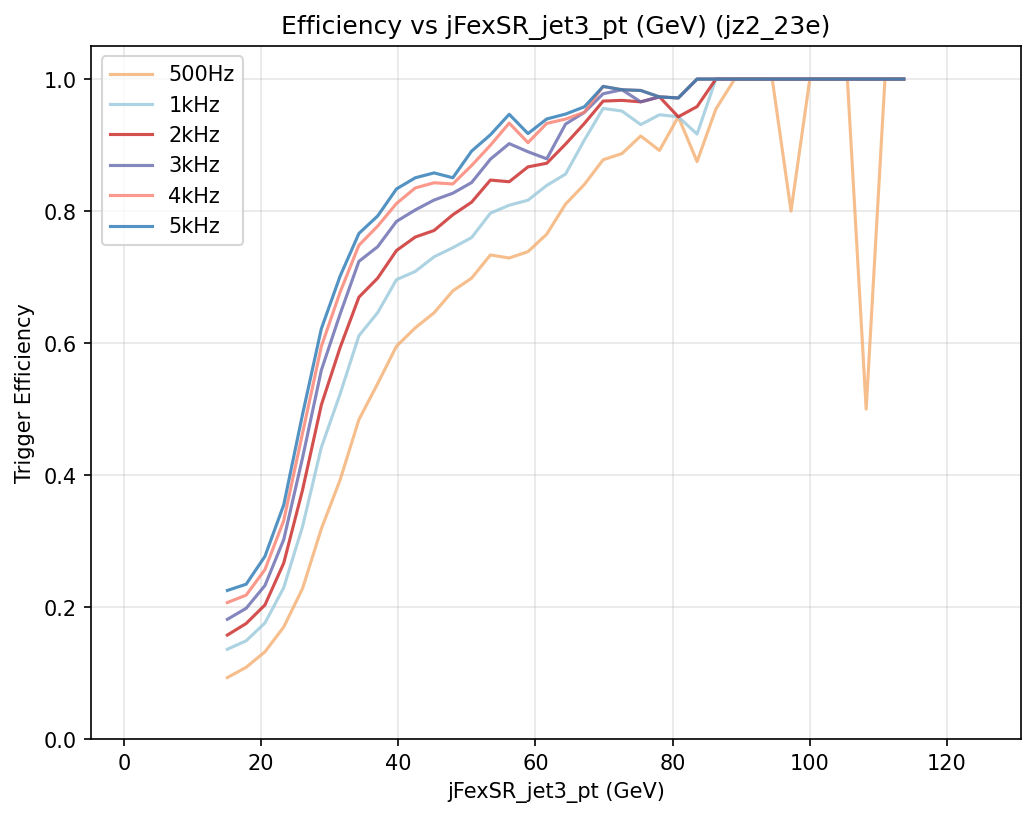 Efficiency vs jFexSR_jet3_pt (GeV) (jz2_23e)
500Hz
1kHz
2kHz
3kHz
4kHz
5kHz
Trigger Efficiency
1.0
0.8
0.6
0.4
0.2
0.0
0 20 40 60 80 100 120
jFexSR_jet3_pt (GeV)